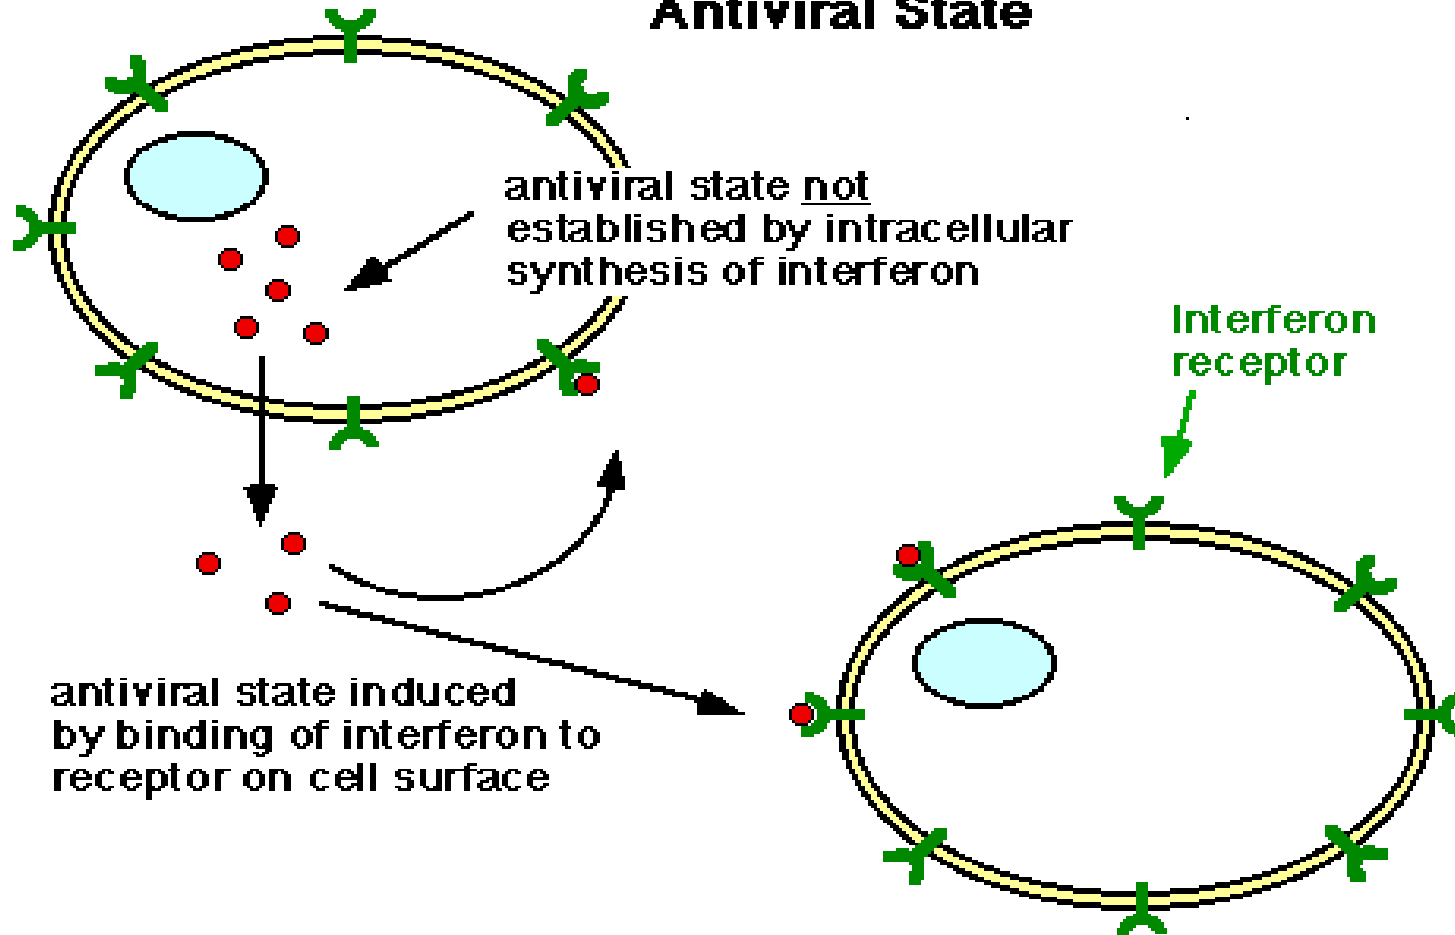 Antiviral State
antiviral state not
established by intracellular
synthesis of interferon
Interferon
receptor
antiviral state induced
by binding of interferon to
receptor on cell surface